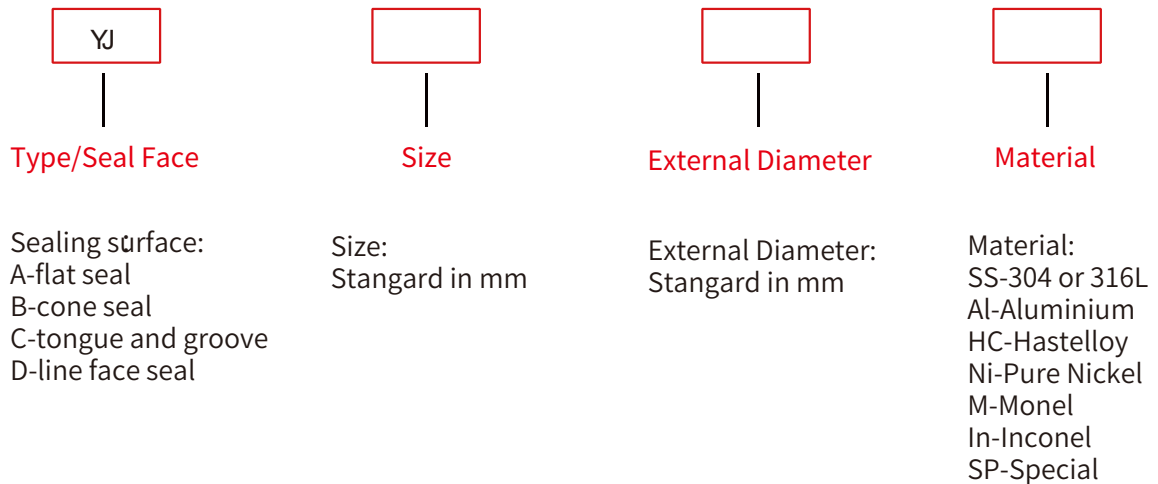 YJ
Type/Seal Face
Size
External Diameter
Material
Sealing surface:
A-flat seal
B-cone seal
C-tongue and groove
D-line face seal
Size:
Stangard in mm
External Diameter:
Stangard in mm
Material:
SS-304 or 316L
Al-Aluminium
HC-Hastelloy
Ni-Pure Nickel
M-Monel
In-Inconel
SP-Special